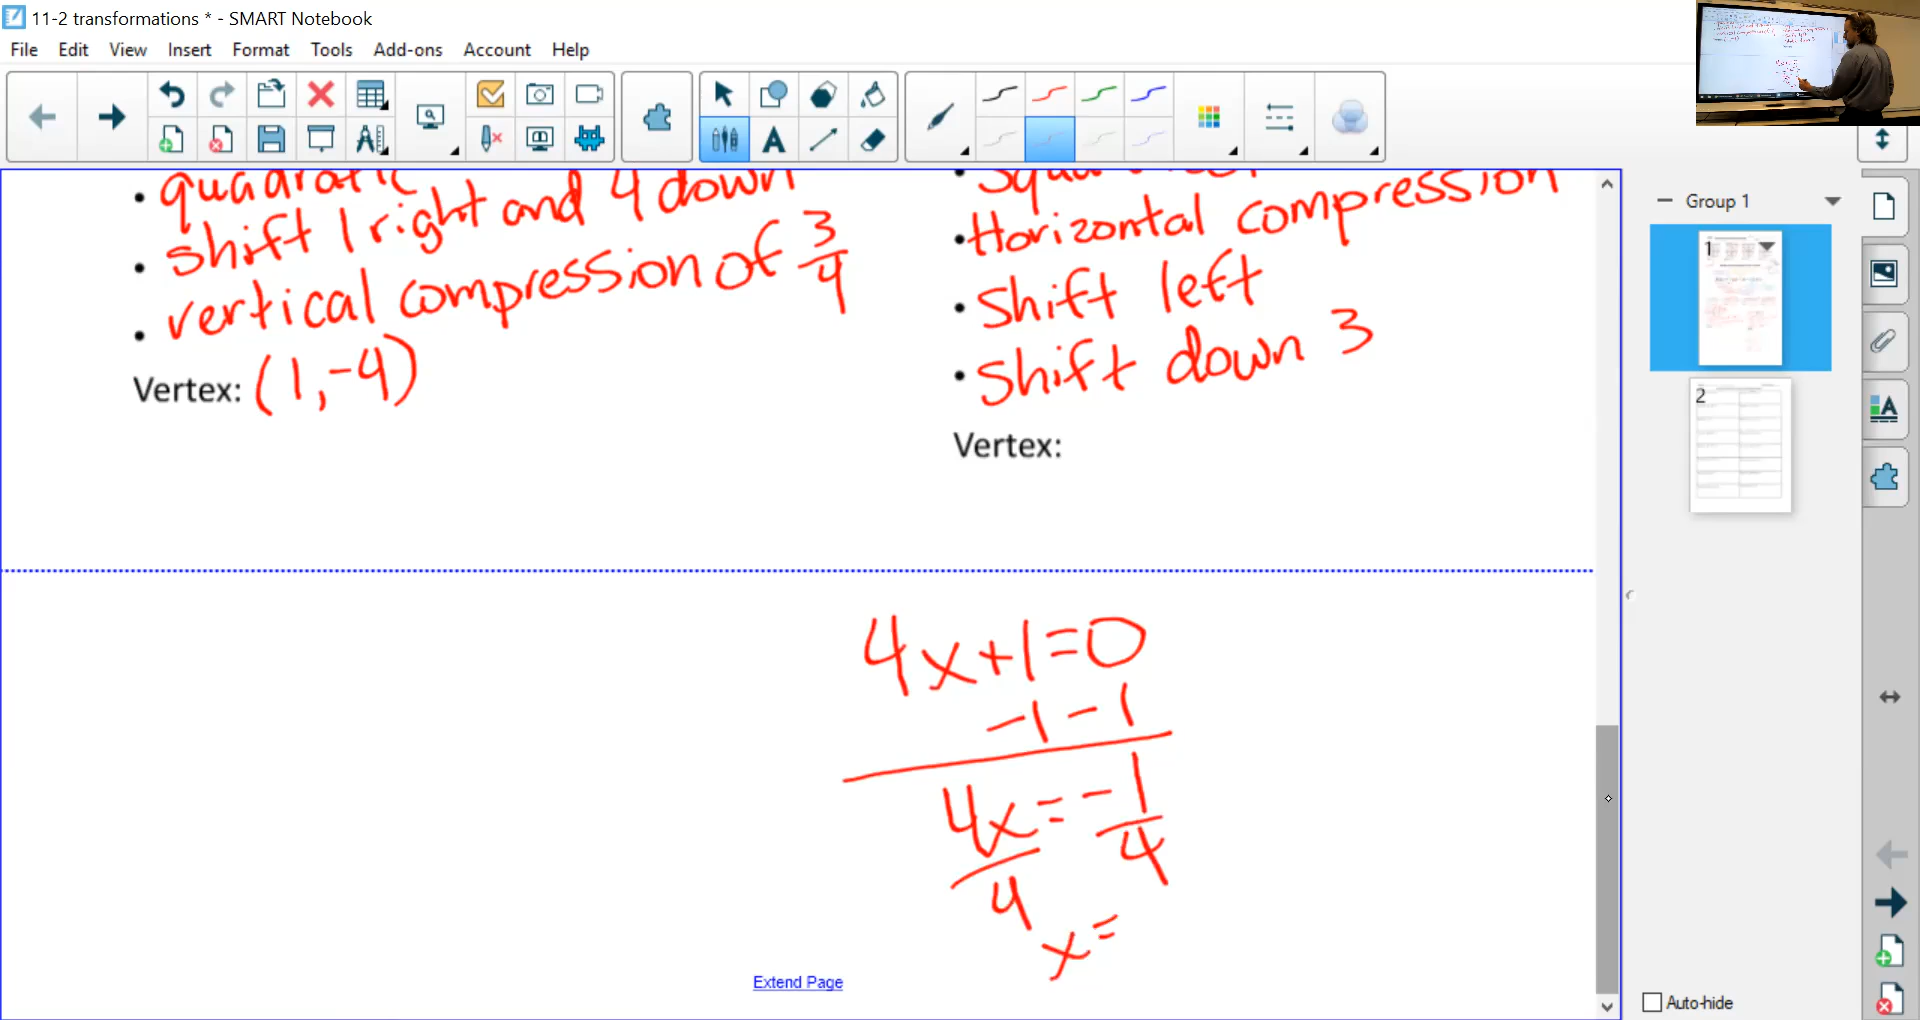 11-2 transformations * - SMART Notebook
File Edit View Insert Format Tools Add-ons Account Help
• quadratic
• shift 1 right and 4 down
• vertical compression of 3/4
Vertex: (1,-4)
• Horizontal compression
• Shift left
• Shift down 3
Vertex:
4x+1=0
-1 -1
4x = -1
4 4
x =
Extend Page
Group 1
1
2
Auto-hide